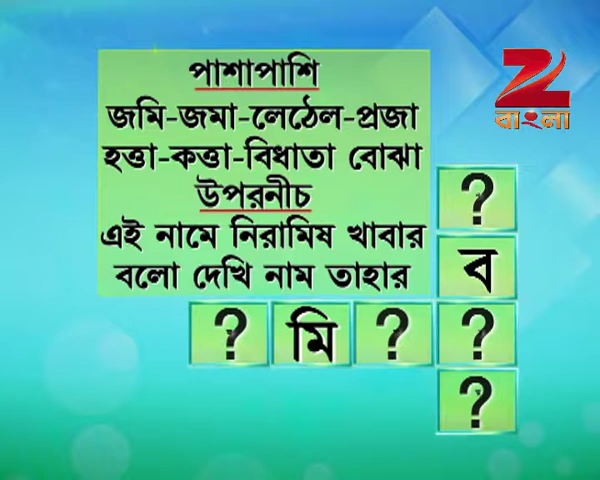 পাশাপাশি
জমি-জমা-লেঠেল-প্রজা
হত্তা-কত্তা-বিধাতা বোঝা
উপরনীচ
এই নামে নিরামিষ খাবার
বলো দেখি নাম তাহার
Z
বাংলা
?
ব
? মি ? ?
?